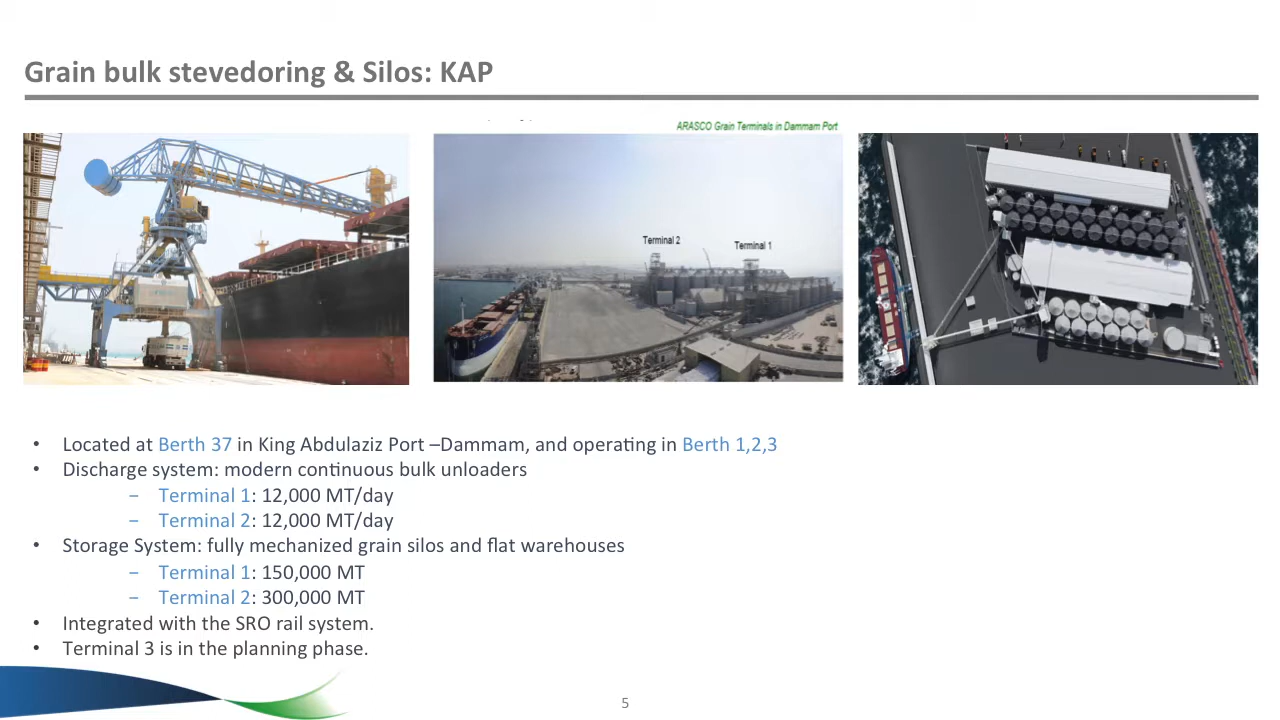 Grain bulk stevedoring & Silos: KAP
ARASCO Grain Terminals in Dammam Port
Terminal 2
Terminal 1
• Located at Berth 37 in King Abdulaziz Port –Dammam, and operating in Berth 1,2,3
• Discharge system: modern continuous bulk unloaders
− Terminal 1: 12,000 MT/day
− Terminal 2: 12,000 MT/day
• Storage System: fully mechanized grain silos and flat warehouses
− Terminal 1: 150,000 MT
− Terminal 2: 300,000 MT
• Integrated with the SRO rail system.
• Terminal 3 is in the planning phase.
5